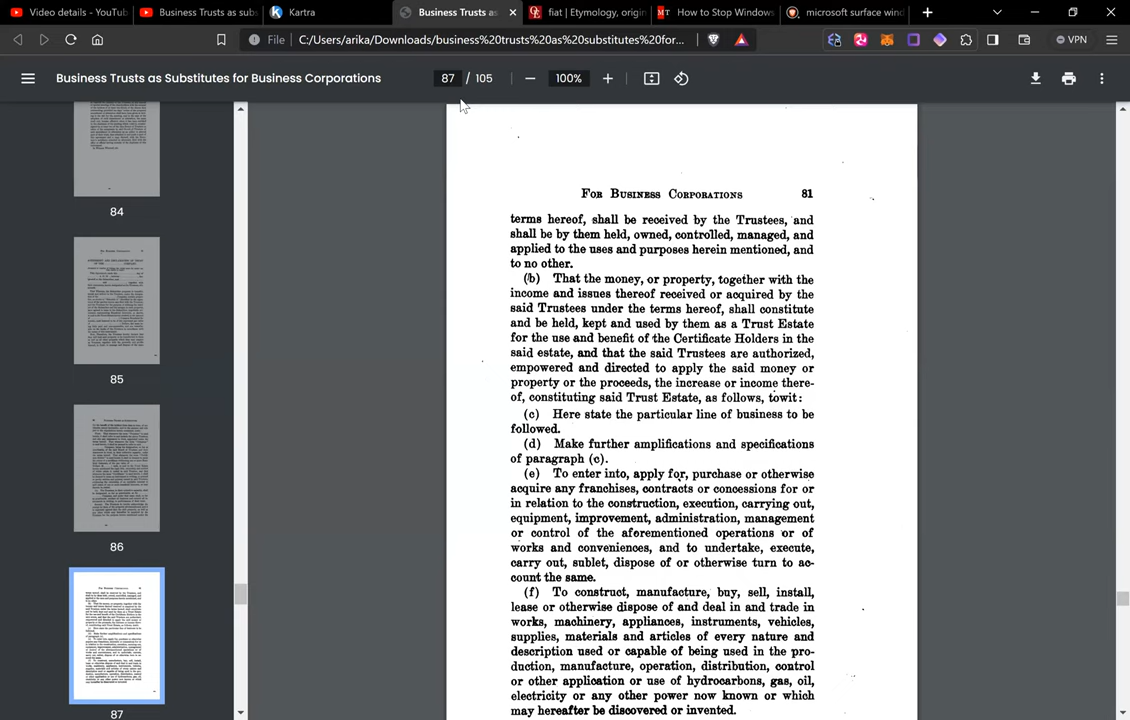 Video details - YouTube
Business Trusts as subs
Kartra
Business Trusts as
fiat | Etymology, origin
How to Stop Windows
microsoft surface wind
File
C:/Users/arika/Downloads/business%20trusts%20as%20substitutes%20for...
VPN
Business Trusts as Substitutes for Business Corporations
87 / 105
100%
84
85
86
87
FOR BUSINESS CORPORATIONS 81
terms hereof, shall be received by the Trustees, and
shall be by them held, owned, controlled, managed, and
applied to the uses and purposes herein mentioned, and
to no other.
(b) That the money, or property, together with the
income and issues thereof received or acquired by the
said Trustees under the terms hereof, shall constitute
and be held, kept and used by them as a Trust Estate
for the use and benefit of the Certificate Holders in the
said estate, and that the said Trustees are authorized,
empowered and directed to apply the said money or
property or the proceeds, the increase or income there-
of, constituting said Trust Estate, as follows, towit:
(c) Here state the particular line of business to be
followed.
(d) Make further amplifications and specifications
of paragraph (c).
(e) To enter into, apply for, purchase or otherwise
acquire any franchises, contracts or concessions for or
in relation to the construction, execution, carrying out,
equipment, improvement, administration, management
or control of the aforementioned operations or of
works and conveniences, and to undertake, execute,
carry out, sublet, dispose of or otherwise turn to ac-
count the same.
(f) To construct, manufacture, buy, sell, install,
lease or otherwise dispose of and deal in and trade in
works, machinery, appliances, instruments, vehicles,
supplies, materials and articles of every nature and
description used or capable of being used in the pro-
duction, manufacture, operation, distribution, control
or other application or use of hydrocarbons, gas, oil,
electricity or any other power now known or which
may hereafter be discovered or invented.